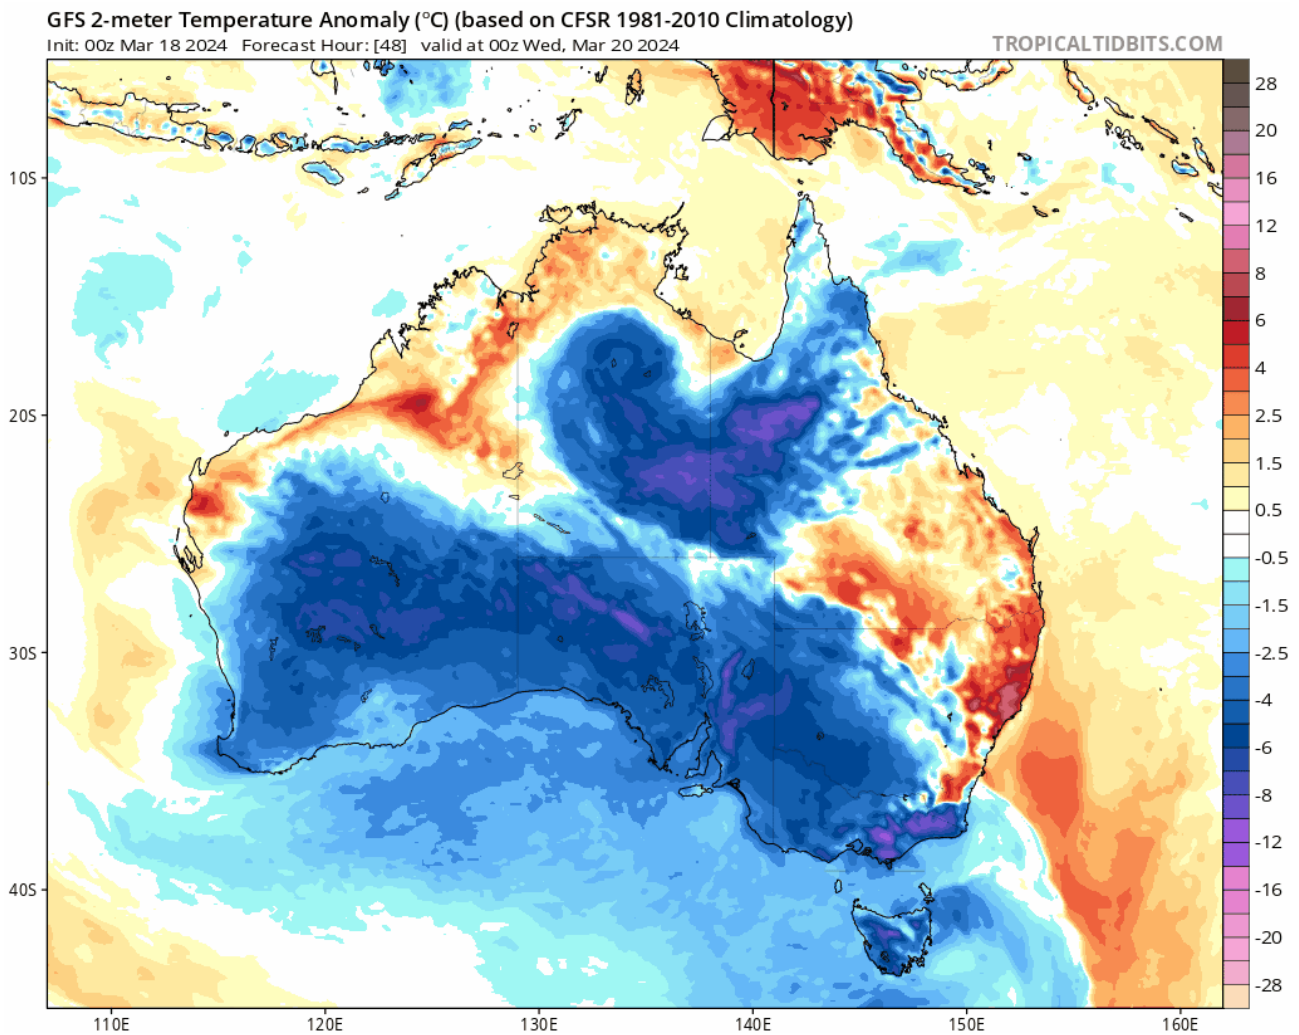 GFS 2-meter Temperature Anomaly (°C) (based on CFSR 1981-2010 Climatology)
Init: 00z Mar 18 2024 Forecast Hour: [48] valid at 00z Wed, Mar 20 2024
TROPICALTIDBITS.COM
28
20
16
12
8
6
4
2.5
1.5
0.5
-0.5
-1.5
-2.5
-4
-6
-8
-12
-16
-20
-28
10S
20S
30S
40S
110E
120E
130E
140E
150E
160E